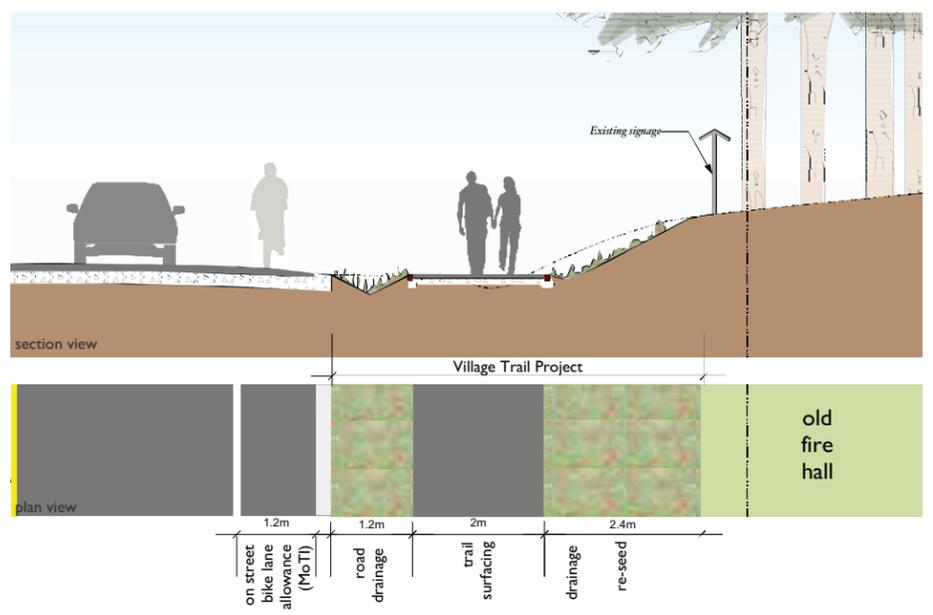 Existing signage
section view
Village Trail Project
old
fire
hall
plan view
1.2m
1.2m
2m
2.4m
on street
bike lane
allowance
(MoTI)
road
drainage
trail
surfacing
drainage
re-seed